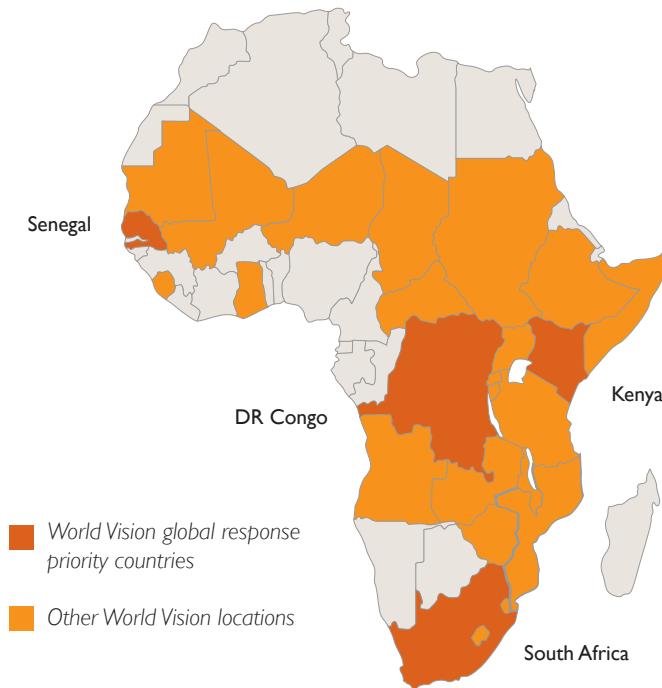 Senegal
DR Congo
Kenya
World Vision global response
priority countries
Other World Vision locations
South Africa